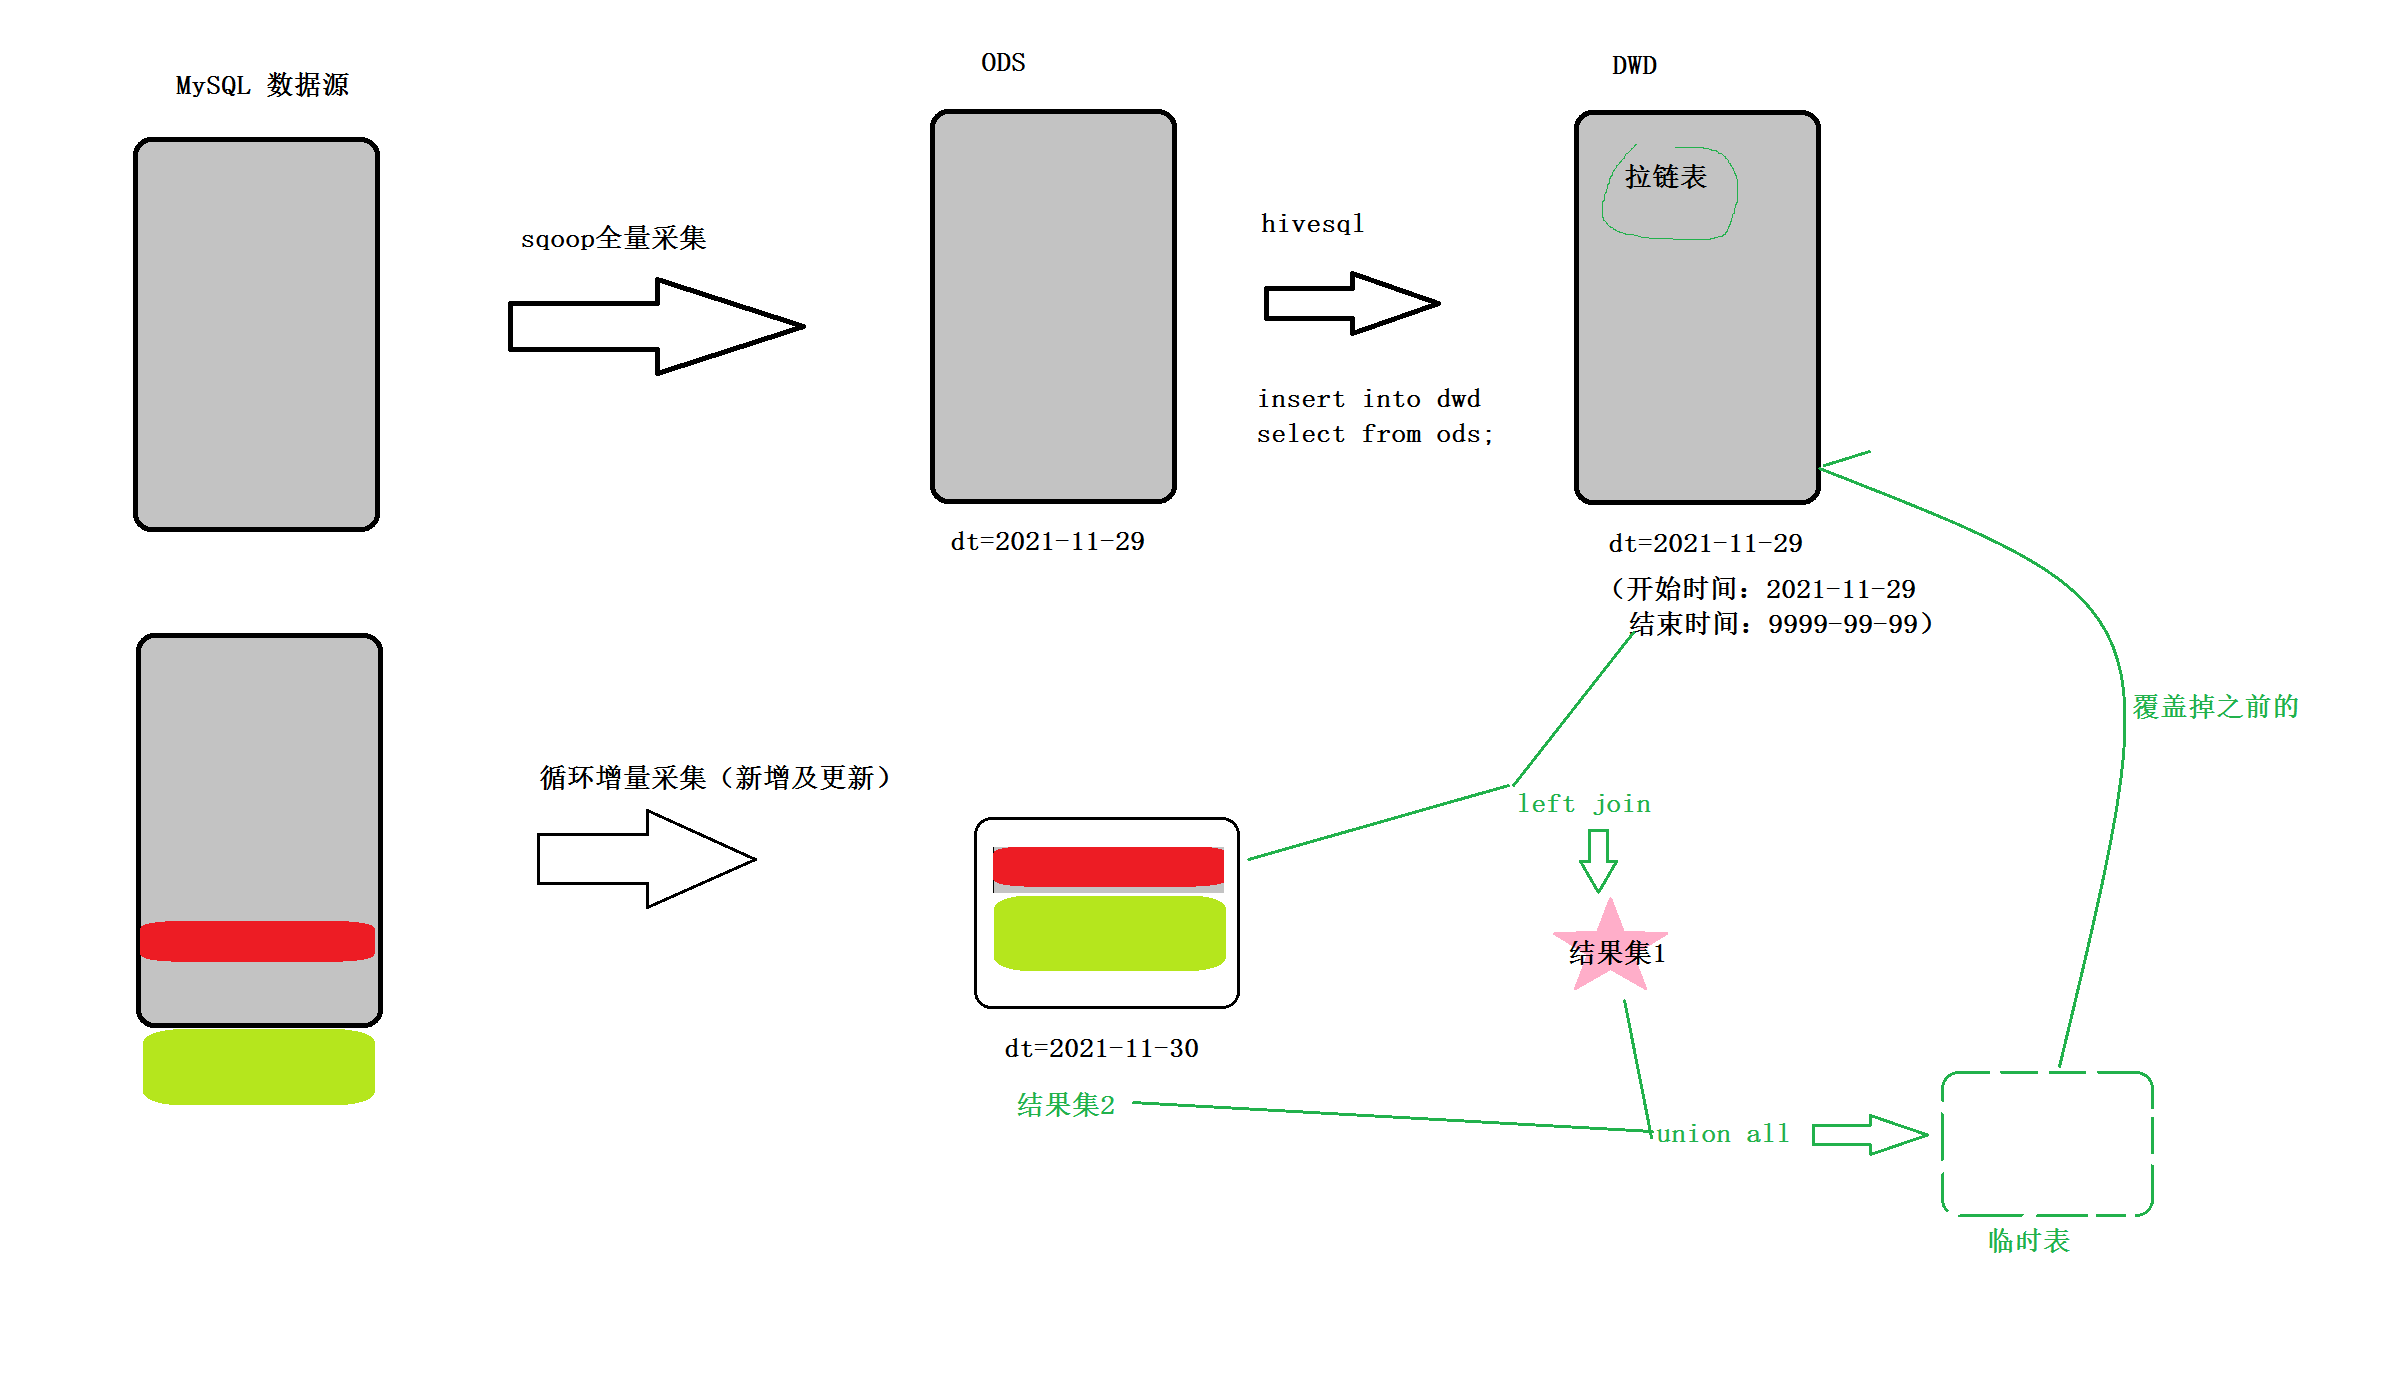 MySQL 数据源
ODS
DWD
拉链表
sqoop全量采集
hivesql
insert into dwd
select from ods;
dt=2021-11-29
dt=2021-11-29
（开始时间：2021-11-29
结束时间：9999-99-99）
覆盖掉之前的
循环增量采集（新增及更新）
left join
结果集1
dt=2021-11-30
结果集2
union all
临时表